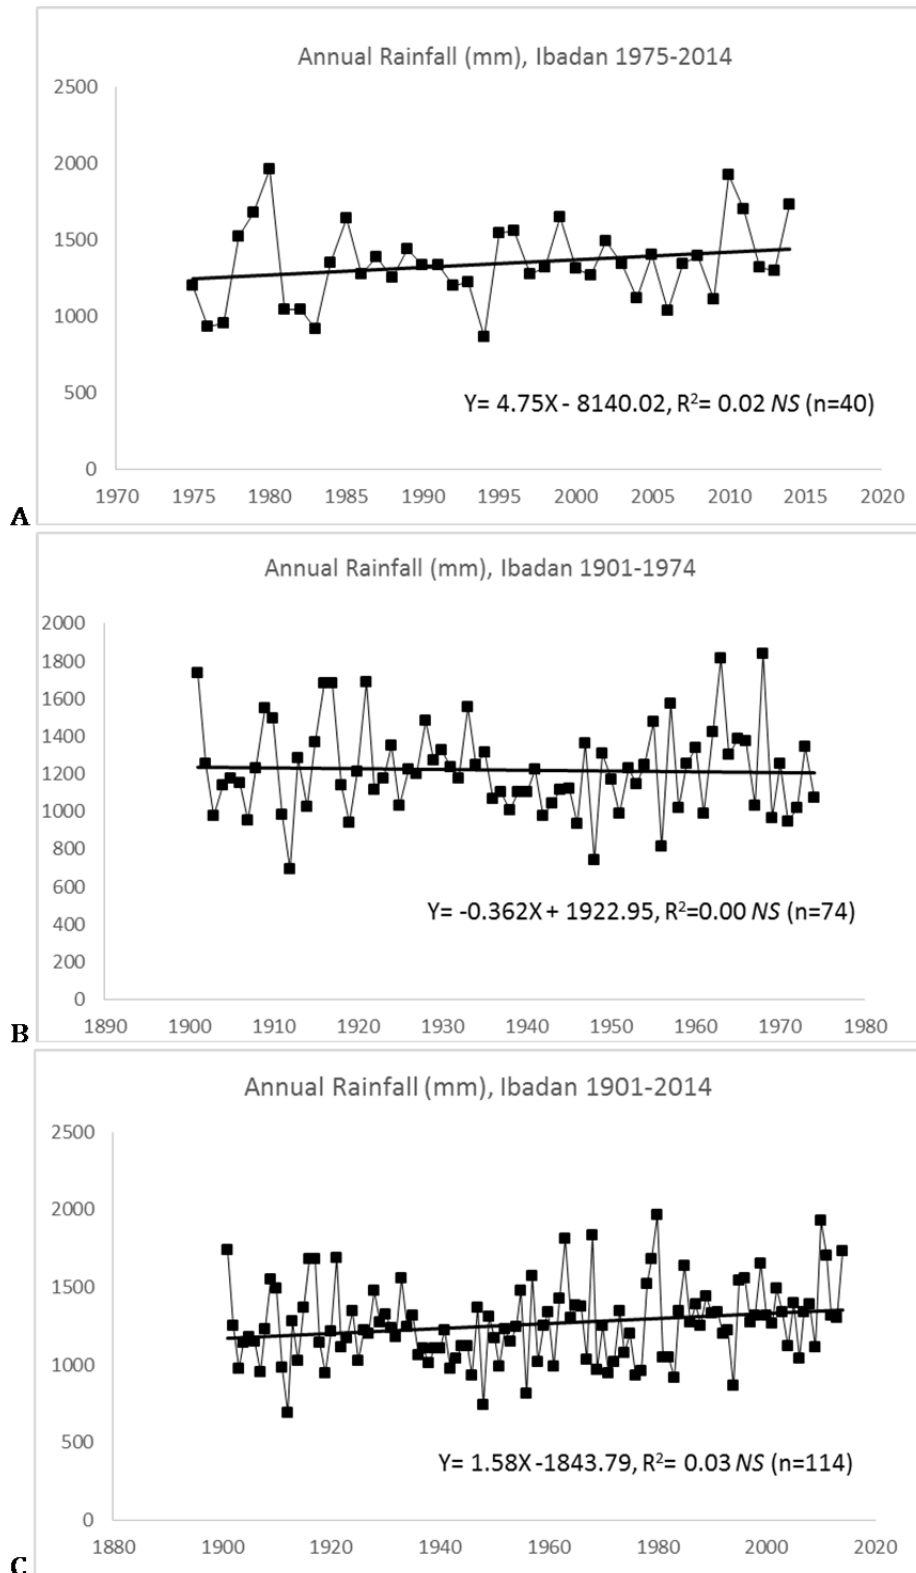 Annual Rainfall (mm), Ibadan 1975-2014
2500
2000
1500
1000
500
0
Y= 4.75X - 8140.02, R²= 0.02 NS (n=40)
1970 1975 1980 1985 1990 1995 2000 2005 2010 2015 2020
A
Annual Rainfall (mm), Ibadan 1901-1974
2000
1800
1600
1400
1200
1000
800
600
400
200
0
Y= -0.362X + 1922.95, R²=0.00 NS (n=74)
1890 1900 1910 1920 1930 1940 1950 1960 1970 1980
B
Annual Rainfall (mm), Ibadan 1901-2014
2500
2000
1500
1000
500
0
Y= 1.58X -1843.79, R²= 0.03 NS (n=114)
1880 1900 1920 1940 1960 1980 2000 2020
C